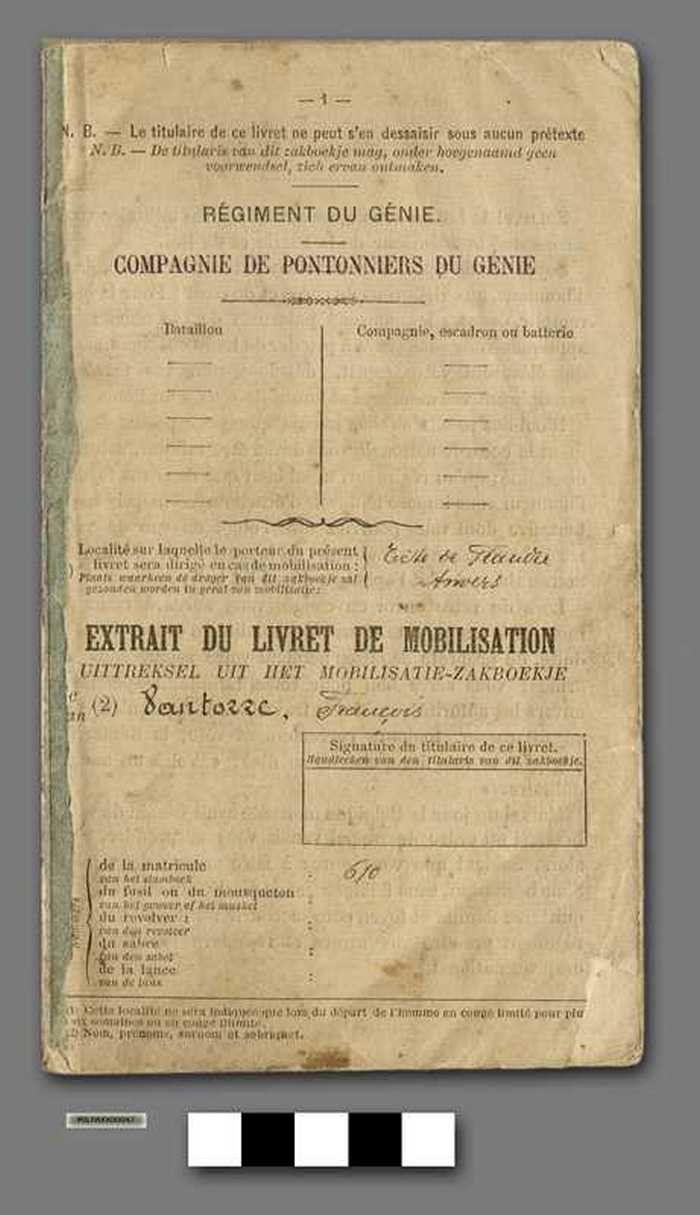 — 1 —
N. B. — Le titulaire de ce livret ne peut s'en dessaisir sous aucun prétexte
N. B. — De titularis van dit zakboekje mag, onder hoegenaamd geen
voorwendsel, zich ervan ontmaken.
RÉGIMENT DU GÉNIE.
COMPAGNIE DE PONTONNIERS DU GENIE
Bataillon
Compagnie, escadron ou batterie
Localité sur laquelle le porteur du présent
livret sera dirigé en cas de mobilisation :
Plaats waarheen de drager van dit zakboekje zal
gezonden worden in geval van mobilisatie:
Tête de Flandre
Anvers
EXTRAIT DU LIVRET DE MOBILISATION
UITTREKSEL UIT HET MOBILISATIE-ZAKBOEKJE
(2) Vantorre, François
Signature du titulaire de ce livret.
Handteeken van den titularis van dit zakboekje.
de la matricule : 610
van het stamboek
du fusil ou du mousqueton :
van het geweer of het musket
du revolver : :
van den revolver
du sabre :
van den sabel
de la lance :
van de lans
(1) Cette localité ne sera indiquée que lors du départ de l'homme en congé limité pour plu
six semaines ou en congé illimité.
(2) Nom, prénoms, surnom et sobriquet.